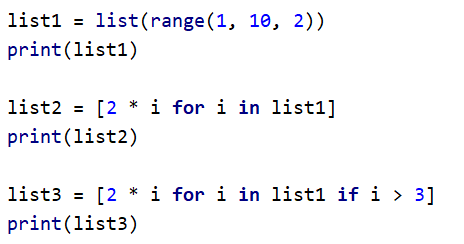 list1 = list(range(1, 10, 2))
print(list1)
list2 = [2 * i for i in list1]
print(list2)
list3 = [2 * i for i in list1 if i > 3]
print(list3)